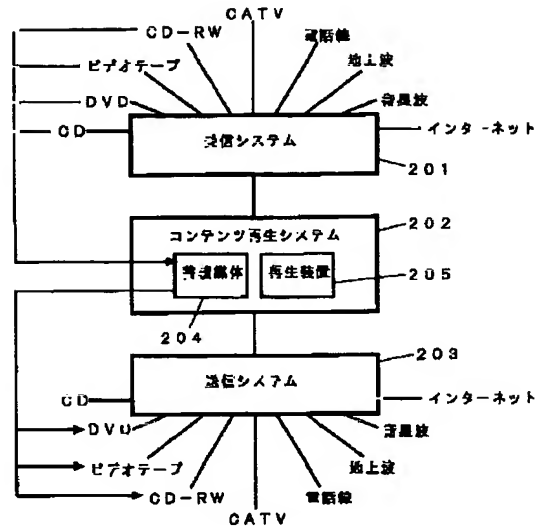 CATV
CD-RW
電話線
ビデオテープ
地上波
DVD
衛星波
CD
インターネット
受信システム
201
202
コンテンツ再生システム
蓄積媒体
再生装置
205
204
203
送信システム
CD
インターネット
DVD
衛星波
ビデオテープ
地上波
CD-RW
電話線
CATV